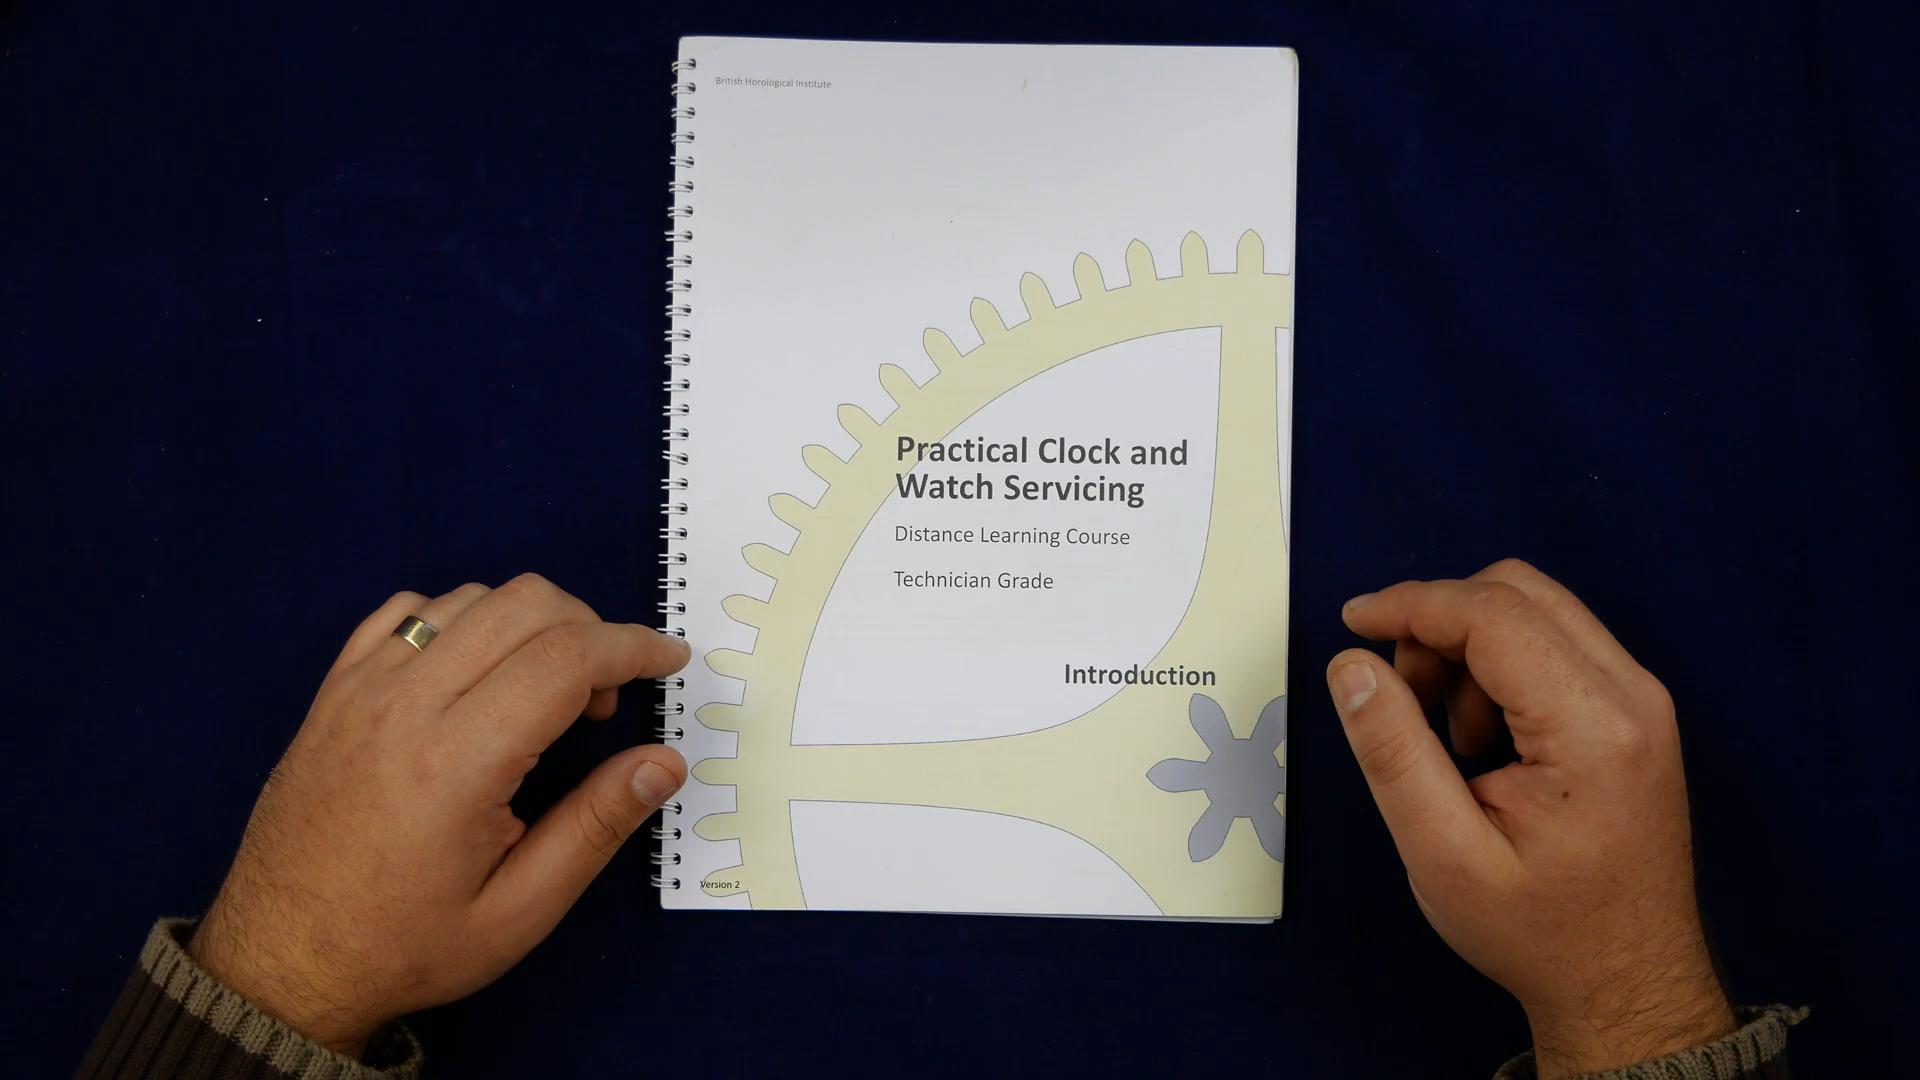 British Horological Institute
Practical Clock and
Watch Servicing
Distance Learning Course
Technician Grade
Introduction
Version 2